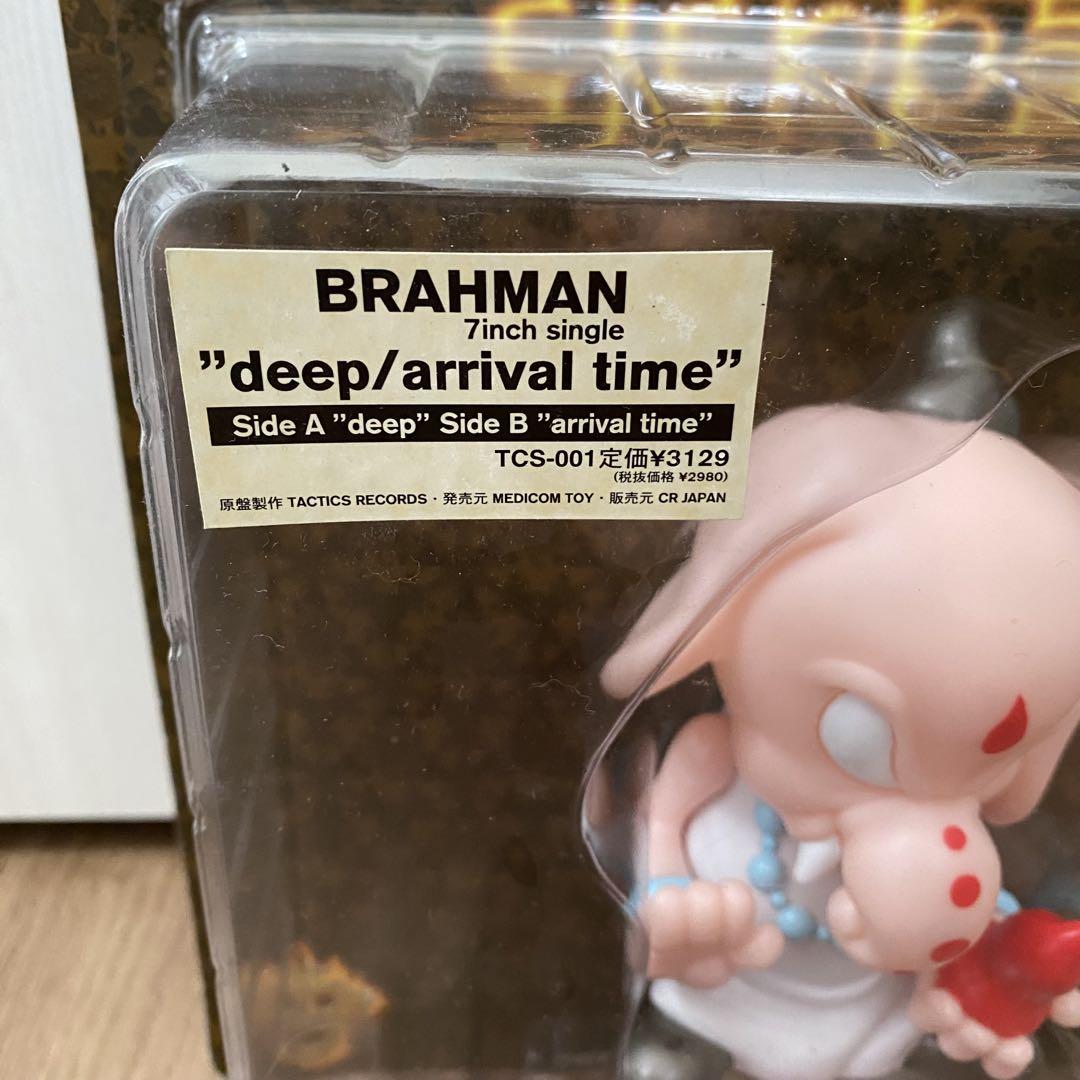 BRAHMAN
7inch single
”deep/arrival time”
Side A ”deep” Side B ”arrival time”
TCS-001定価¥3129
(税抜価格 ¥2980)
原盤製作 TACTICS RECORDS・発売元 MEDICOM TOY・販売元 CR JAPAN